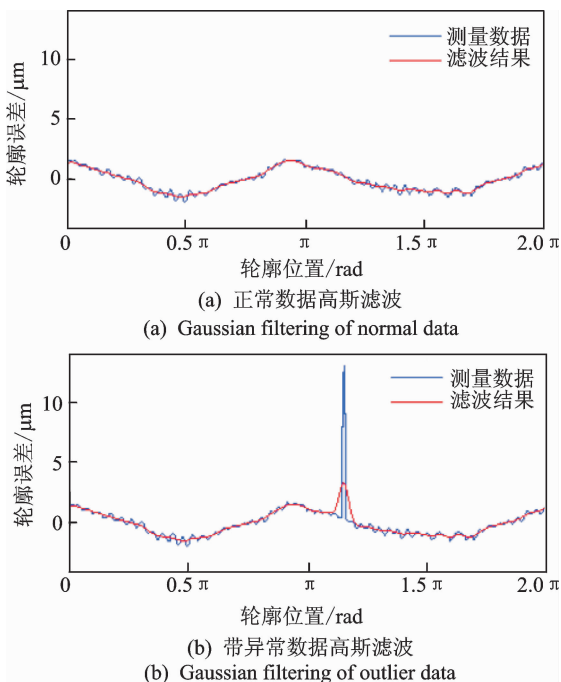 测量数据
滤波结果
轮廓误差/μm
10
5
0
0
0.5 π
π
1.5 π
2.0 π
轮廓位置/rad
(a) 正常数据高斯滤波
(a) Gaussian filtering of normal data
测量数据
滤波结果
轮廓误差/μm
10
5
0
0
0.5 π
π
1.5 π
2.0 π
轮廓位置/rad
(b) 带异常数据高斯滤波
(b) Gaussian filtering of outlier data